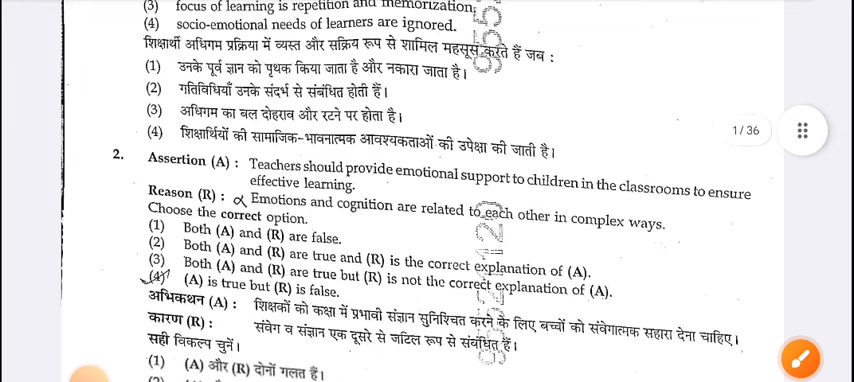 (3) focus of learning is repetition and memorization.
(4) socio-emotional needs of learners are ignored.
शिक्षार्थी अधिगम प्रक्रिया में व्यस्त और सक्रिय रूप से शामिल महसूस करते हैं जब :
(1) उनके पूर्व ज्ञान को पृथक किया जाता है और नकारा जाता है।
(2) गतिविधियाँ उनके संदर्भ से संबंधित होती हैं।
(3) अधिगम का बल दोहराव और रटने पर होता है।
(4) शिक्षार्थियों की सामाजिक-भावनात्मक आवश्यकताओं की उपेक्षा की जाती है।
1/36
2. Assertion (A) : Teachers should provide emotional support to children in the classrooms to ensure
effective learning.
Reason (R) : Emotions and cognition are related to each other in complex ways.
Choose the correct option.
(1) Both (A) and (R) are false.
(2) Both (A) and (R) are true and (R) is the correct explanation of (A).
(3) Both (A) and (R) are true but (R) is not the correct explanation of (A).
(4) (A) is true but (R) is false.
अभिकथन (A) : शिक्षकों को कक्षा में प्रभावी संज्ञान सुनिश्चित करने के लिए बच्चों को संवेगात्मक सहारा देना चाहिए।
कारण (R) : संवेग व संज्ञान एक दूसरे से जटिल रूप से संबंधित हैं।
सही विकल्प चुनें।
(1) (A) और (R) दोनों गलत हैं।